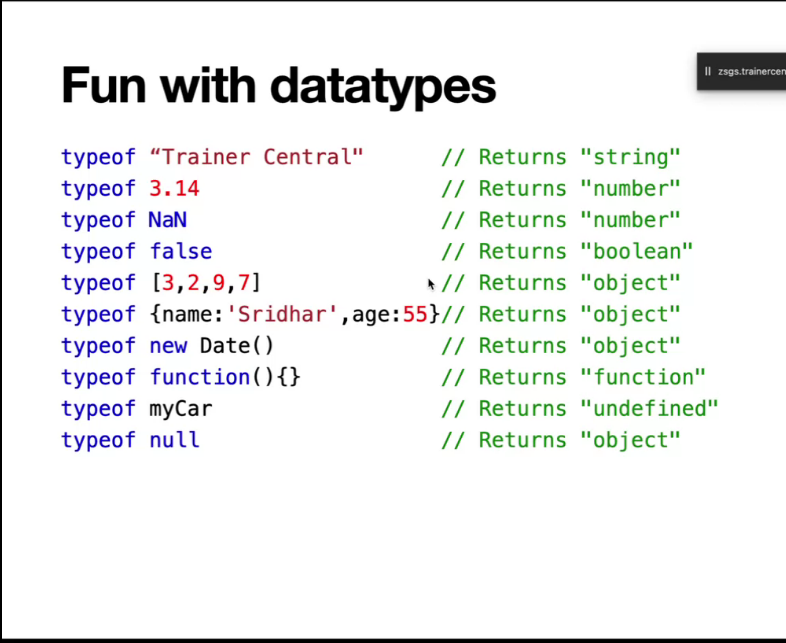 Fun with datatypes
zsgs.trainercen
typeof “Trainer Central" // Returns "string"
typeof 3.14 // Returns "number"
typeof NaN // Returns "number"
typeof false // Returns "boolean"
typeof [3,2,9,7] // Returns "object"
typeof {name:'Sridhar',age:55}// Returns "object"
typeof new Date() // Returns "object"
typeof function(){} // Returns "function"
typeof myCar // Returns "undefined"
typeof null // Returns "object"